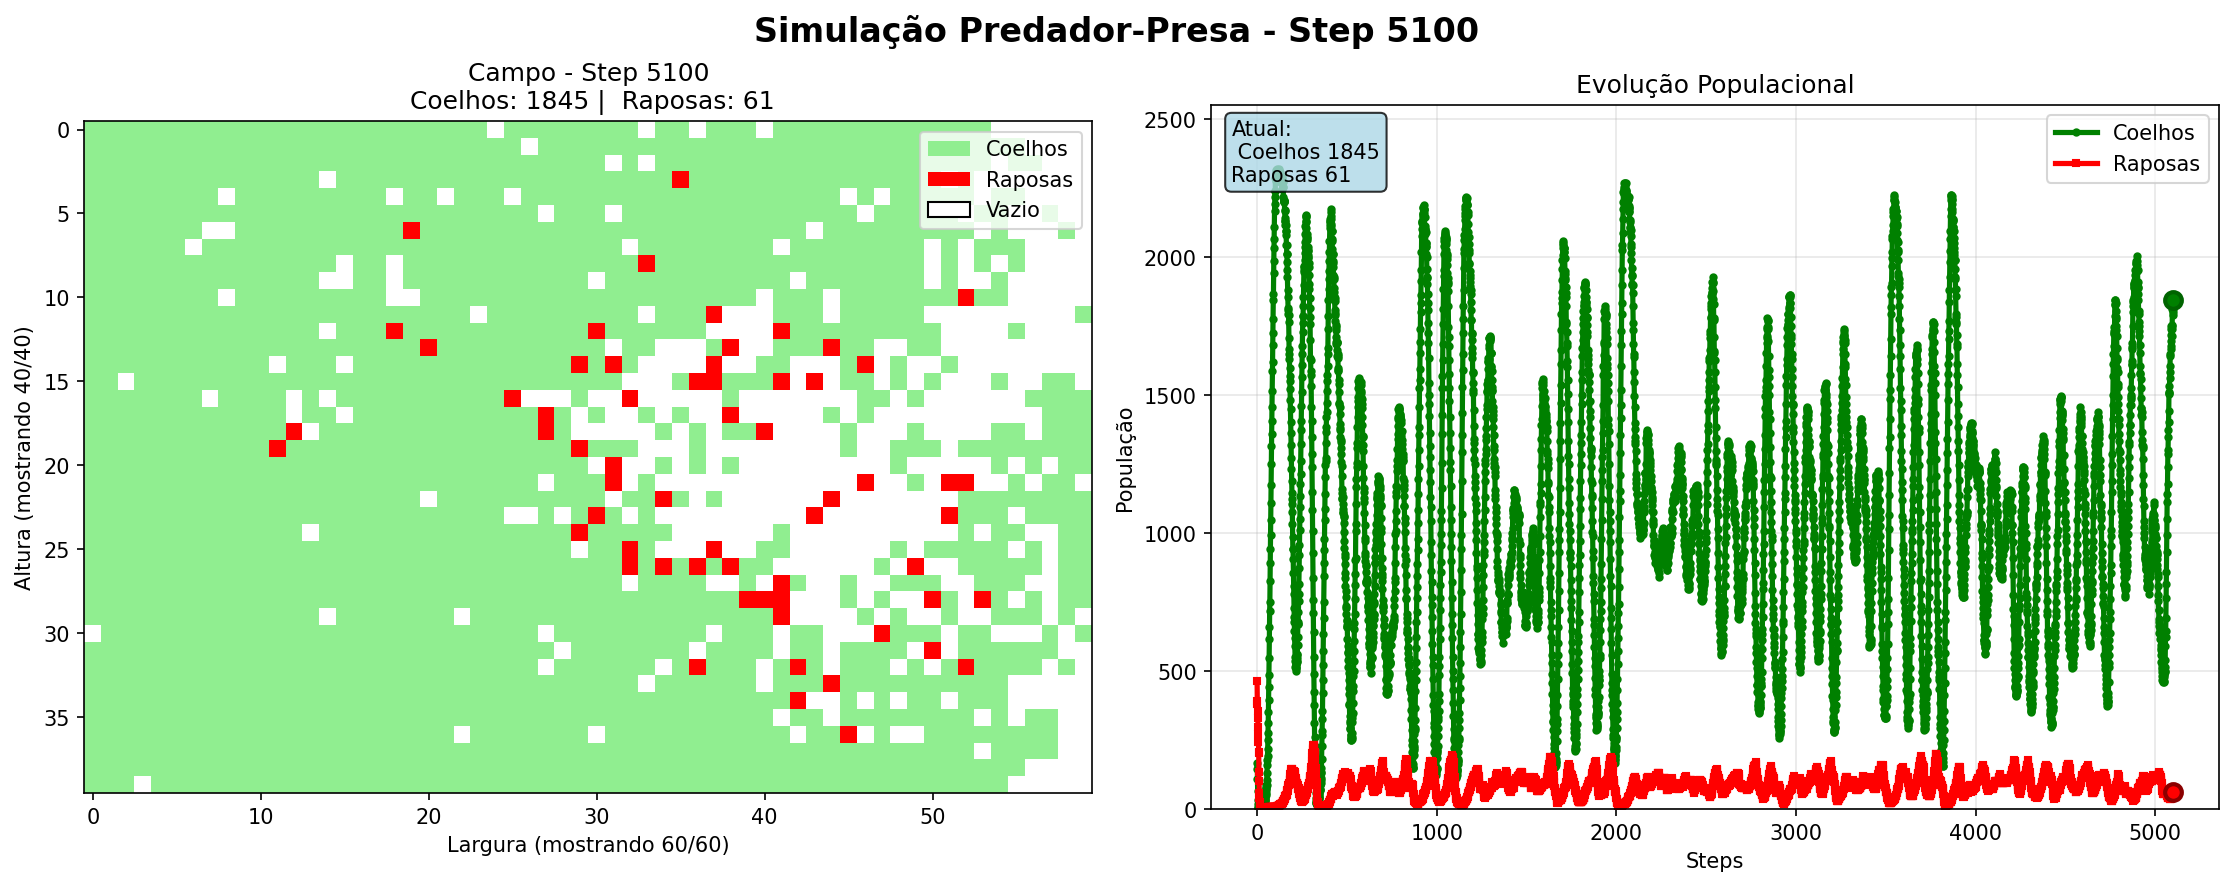 Simulação Predador-Presa - Step 5100
Campo - Step 5100
Coelhos: 1845 |  Raposas: 61
Coelhos
Raposas
Vazio
0
5
10
15
20
25
30
35
Altura (mostrando 40/40)
0
10
20
30
40
50
Largura (mostrando 60/60)
Evolução Populacional
Atual:
Coelhos 1845
Raposas 61
Coelhos
Raposas
2500
2000
1500
1000
500
0
População
0
1000
2000
3000
4000
5000
Steps